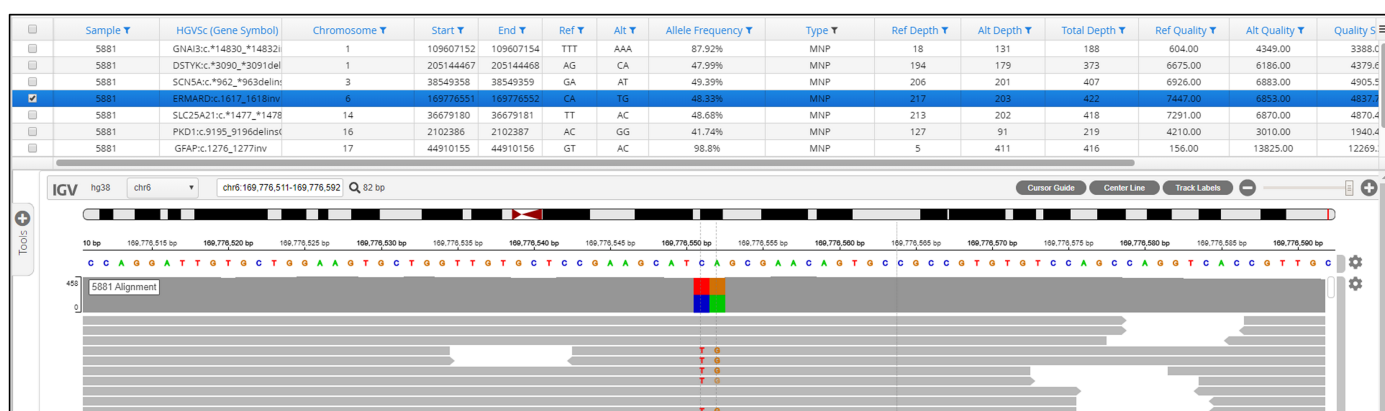 Sample HGVSc (Gene Symbol) Chromosome Start End Ref Alt Allele Frequency Type Ref Depth Alt Depth Total Depth Ref Quality Alt Quality Quality S
5881 GNAI3:c.*14830_*14832i 1 109607152 109607154 TTT AAA 87.92% MNP 18 131 188 604.00 4349.00 3388.0
5881 DSTYK:c.*3090_*3091del 1 205144467 205144468 AG CA 47.99% MNP 194 179 373 6675.00 6186.00 4379.6
5881 SCN5A:c.*962_*963delins 3 38549358 38549359 GA AT 49.39% MNP 206 201 407 6926.00 6883.00 4905.5
5881 ERMARD:c.1617_1618inv 6 169776551 169776552 CA TG 48.33% MNP 217 203 422 7447.00 6853.00 4837.7
5881 SLC25A21:c.*1477_*1478 14 36679180 36679181 TT AC 48.68% MNP 213 202 418 7291.00 6870.00 4870.4
5881 PKD1:c.9195_9196delins 16 2102386 2102387 AC GG 41.74% MNP 127 91 219 4210.00 3010.00 1940.4
5881 GFAP:c.1276_1277inv 17 44910155 44910156 GT AC 98.8% MNP 5 411 416 156.00 13825.00 12269.
IGV hg38 chr6 chr6:169,776,511-169,776,592 82 bp Cursor Guide Center Line Track Labels
Tools
10 bp 169,776,515 bp 169,776,520 bp 169,776,525 bp 169,776,530 bp 169,776,535 bp 169,776,540 bp 169,776,545 bp 169,776,550 bp 169,776,555 bp 169,776,560 bp 169,776,565 bp 169,776,570 bp 169,776,575 bp 169,776,580 bp 169,776,585 bp 169,776,590 bp
C C A G G A T T G T G C T G G A A G T G C T G G T T G T G C T C C G A A G C A T C A G C G A A C A G T G C C G C C G T G T G T C C A G C C A G G T C A C C G T T G C
458
5881 Alignment
0
T G
T G
T G
T G
T G